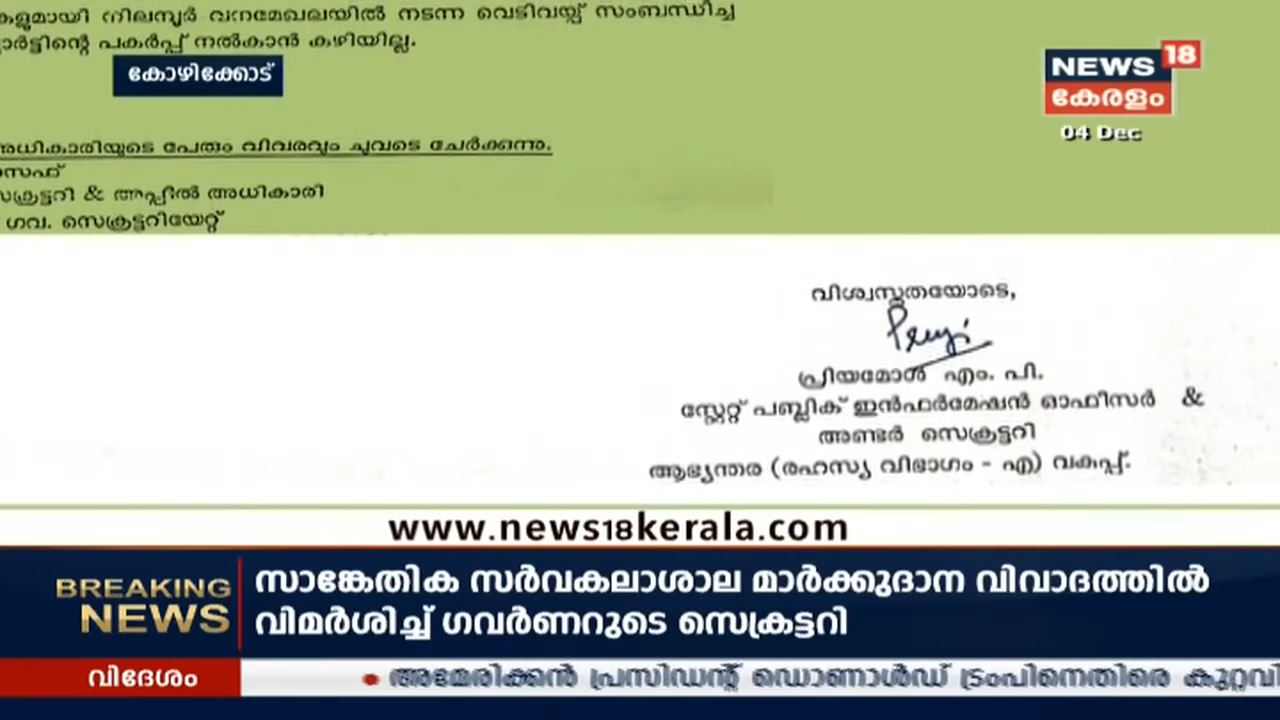 കളുമായി നിലമ്പൂർ വനമേഖലയിൽ നടന്ന വെടിവയ്പ്പ് സംബന്ധിച്ച
ാർട്ടിന്റെ പകർപ്പ് നൽകാൻ കഴിയില്ല.
കോഴിക്കോട്
NEWS 18
കേരളം
04 Dec
അധികാരിയുടെ പേരും വിവരവും ചുവടെ ചേർക്കുന്നു.
സെഫ്
സക്രട്ടറി & അപ്പീൽ അധികാരി
ഗവ. സെക്രട്ടറിയേറ്റ്
വിശ്വസ്തതയോടെ,
പ്രിയമോൾ എം. പി.
സ്റ്റേറ്റ് പബ്ലിക് ഇൻഫർമേഷൻ ഓഫീസർ &
അണ്ടർ സെക്രട്ടറി
ആഭ്യന്തര (രഹസ്യ വിഭാഗം - എ) വകുപ്പ്.
www.news18kerala.com
BREAKING
NEWS
സാങ്കേതിക സർവകലാശാല മാർക്കുദാന വിവാദത്തിൽ
വിമർശിച്ച് ഗവർണറുടെ സെക്രട്ടറി
വിദേശം
• അമേരിക്കൻ പ്രസിഡന്റ് ഡൊണാൾഡ് ട്രംപിനെതിരെ കുറ്റവി